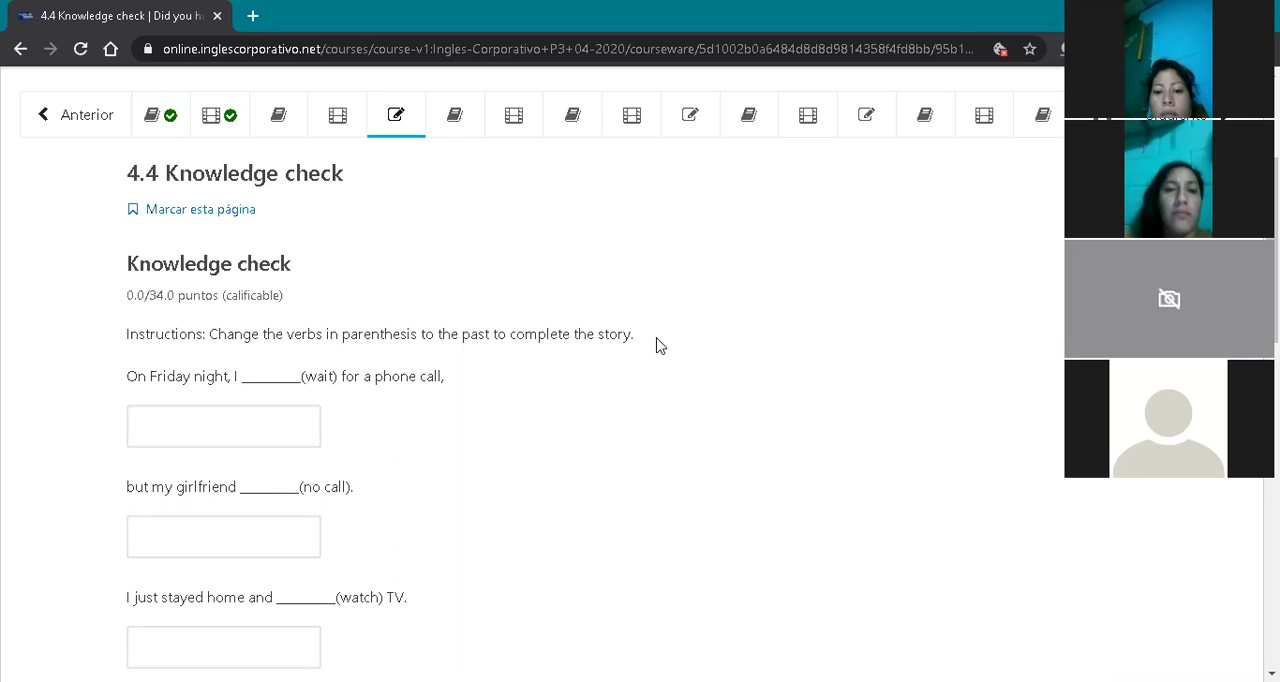 4.4 Knowledge check | Did you ha
online.inglescorporativo.net/courses/course-v1:Ingles-Corporativo+P3+04-2020/courseware/5d1002b0a6484d8d8d9814358f4fd8bb/95b1...
Anterior
4.4 Knowledge check
Marcar esta página
Knowledge check
0.0/34.0 puntos (calificable)
Instructions: Change the verbs in parenthesis to the past to complete the story.
On Friday night, I ________(wait) for a phone call,
but my girlfriend ________(no call).
I just stayed home and ________(watch) TV.